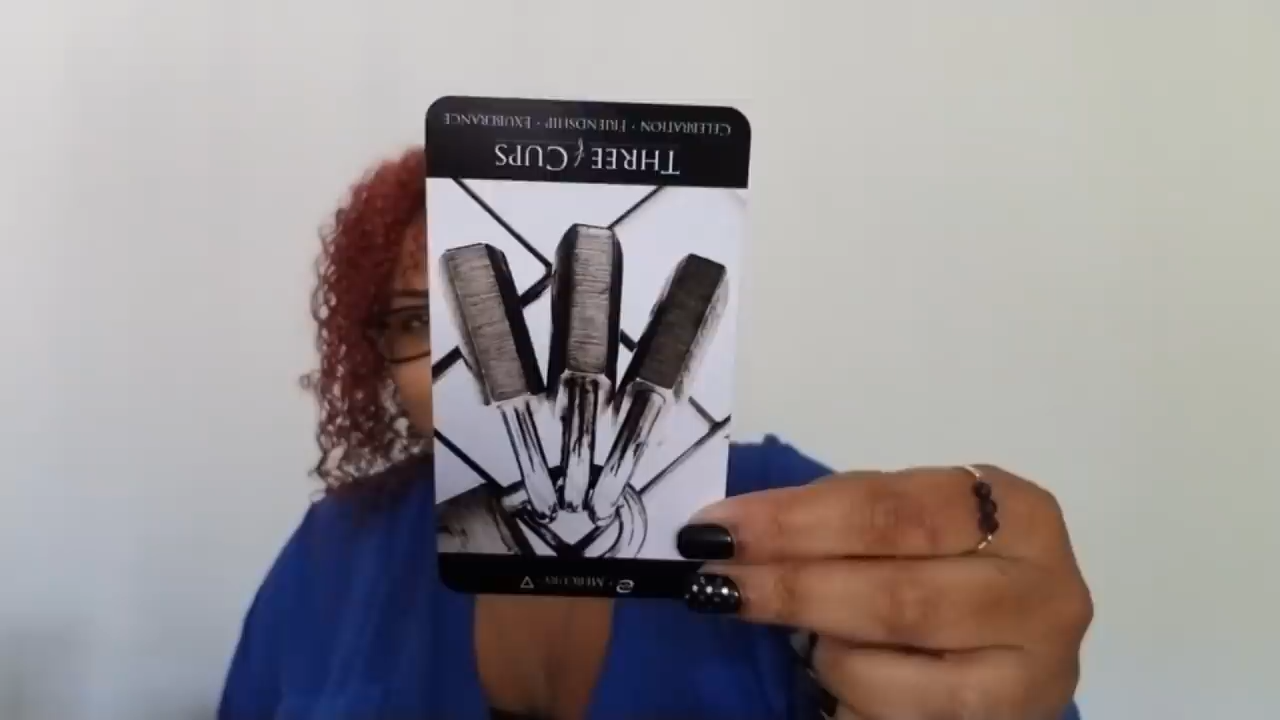 THREE of CUPS
CELEBRATION · FRIENDSHIP · EXUBERANCE
· MERCURY ·